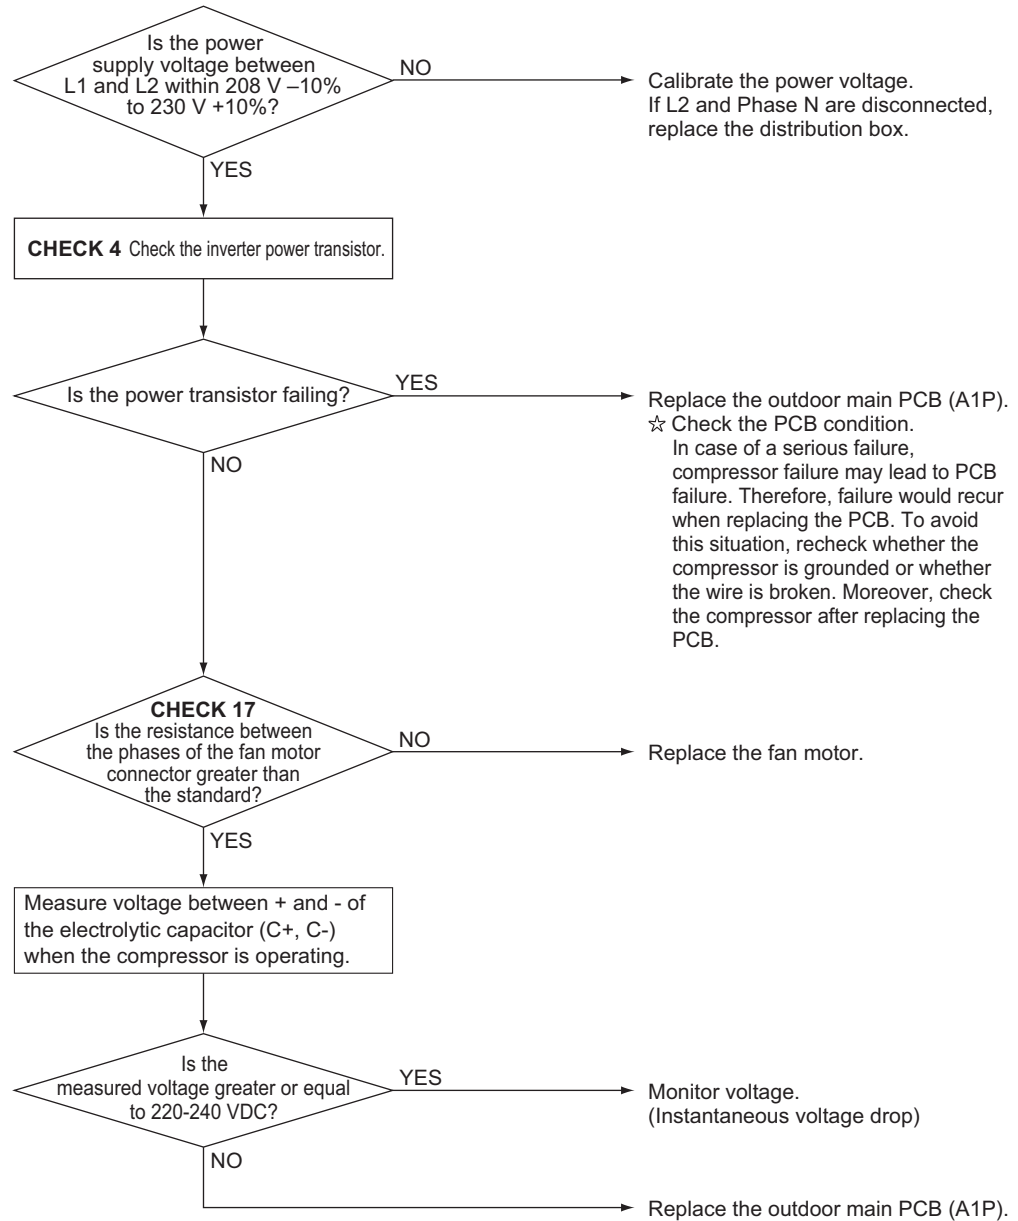 Is the power
supply voltage between
L1 and L2 within 208 V –10%
to 230 V +10%?
NO
Calibrate the power voltage.
If L2 and Phase N are disconnected,
replace the distribution box.
YES
CHECK 4 Check the inverter power transistor.
Is the power transistor failing?
YES
Replace the outdoor main PCB (A1P).
☆ Check the PCB condition.
In case of a serious failure,
compressor failure may lead to PCB
failure. Therefore, failure would recur
when replacing the PCB. To avoid
this situation, recheck whether the
compressor is grounded or whether
the wire is broken. Moreover, check
the compressor after replacing the
PCB.
NO
CHECK 17
Is the resistance between
the phases of the fan motor
connector greater than
the standard?
NO
Replace the fan motor.
YES
Measure voltage between + and - of
the electrolytic capacitor (C+, C-)
when the compressor is operating.
Is the
measured voltage greater or equal
to 220-240 VDC?
YES
Monitor voltage.
(Instantaneous voltage drop)
NO
Replace the outdoor main PCB (A1P).